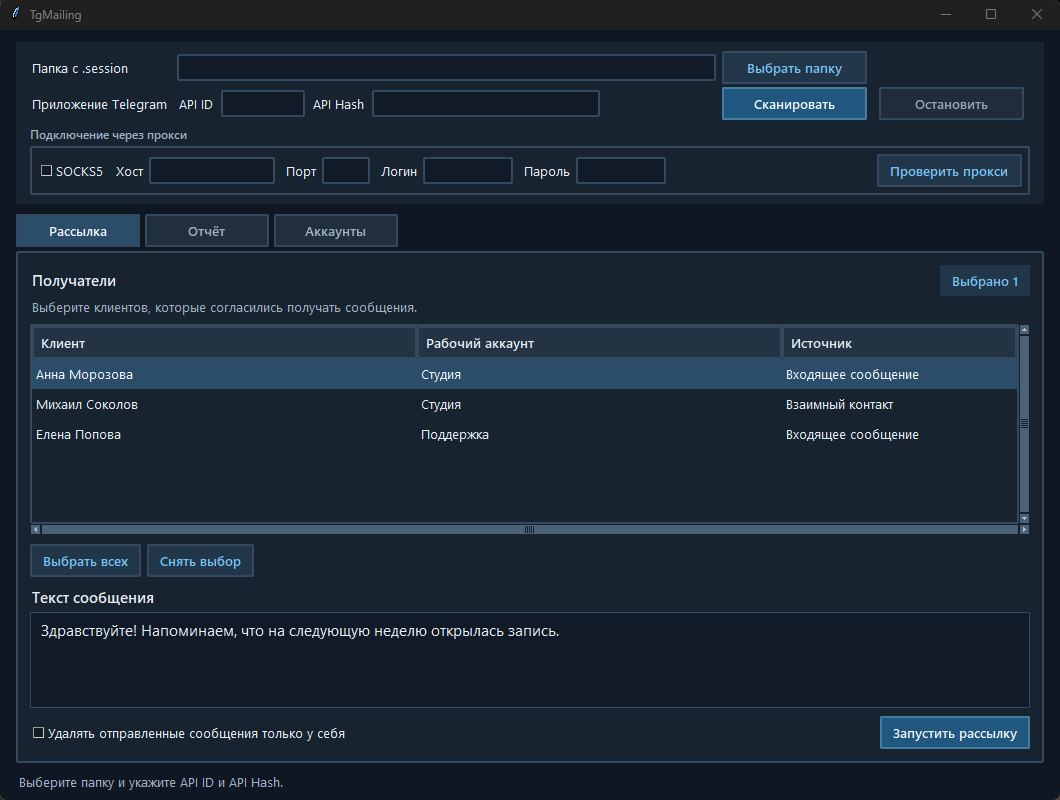 TgMailing
Папка с .session
Выбрать папку
Приложение Telegram API ID API Hash
Сканировать Остановить
Подключение через прокси
SOCKS5 Хост Порт Логин Пароль Проверить прокси
Рассылка Отчёт Аккаунты
Получатели Выбрано 1
Выберите клиентов, которые согласились получать сообщения.
Клиент Рабочий аккаунт Источник
Анна Морозова Студия Входящее сообщение
Михаил Соколов Студия Взаимный контакт
Елена Попова Поддержка Входящее сообщение
Выбрать всех Снять выбор
Текст сообщения
Здравствуйте! Напоминаем, что на следующую неделю открылась запись.
Удалять отправленные сообщения только у себя Запустить рассылку
Выберите папку и укажите API ID и API Hash.